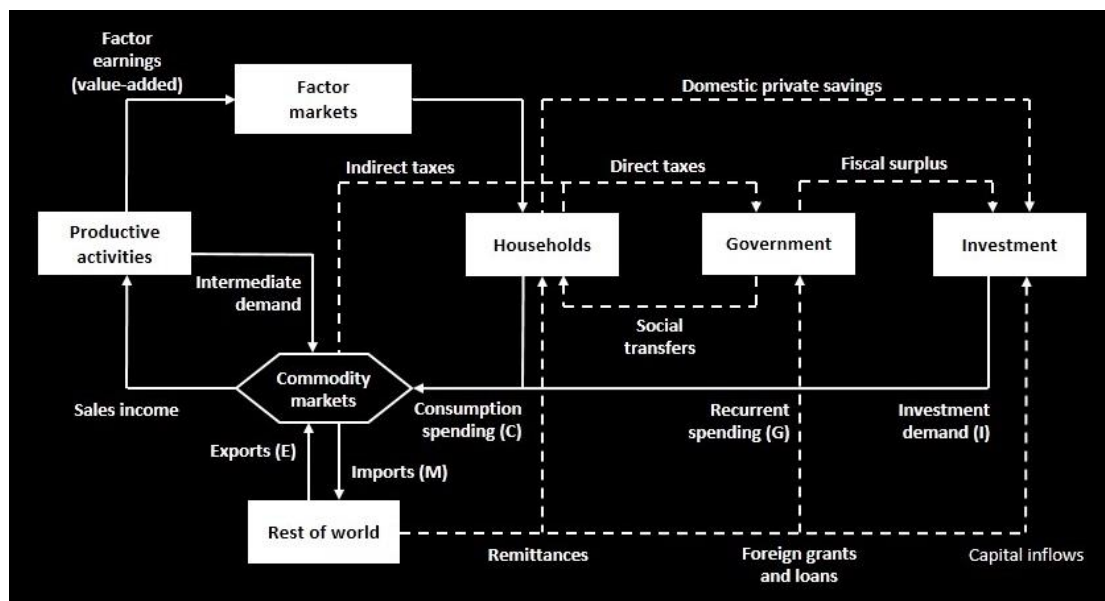 Factor
earnings
(value-added)
Factor
markets
Domestic private savings
Indirect taxes
Direct taxes
Fiscal surplus
Productive
activities
Households
Government
Investment
Intermediate
demand
Social
transfers
Commodity
markets
Sales income
Consumption
spending (C)
Recurrent
spending (G)
Investment
demand (I)
Exports (E)
Imports (M)
Rest of world
Remittances
Foreign grants
and loans
Capital inflows